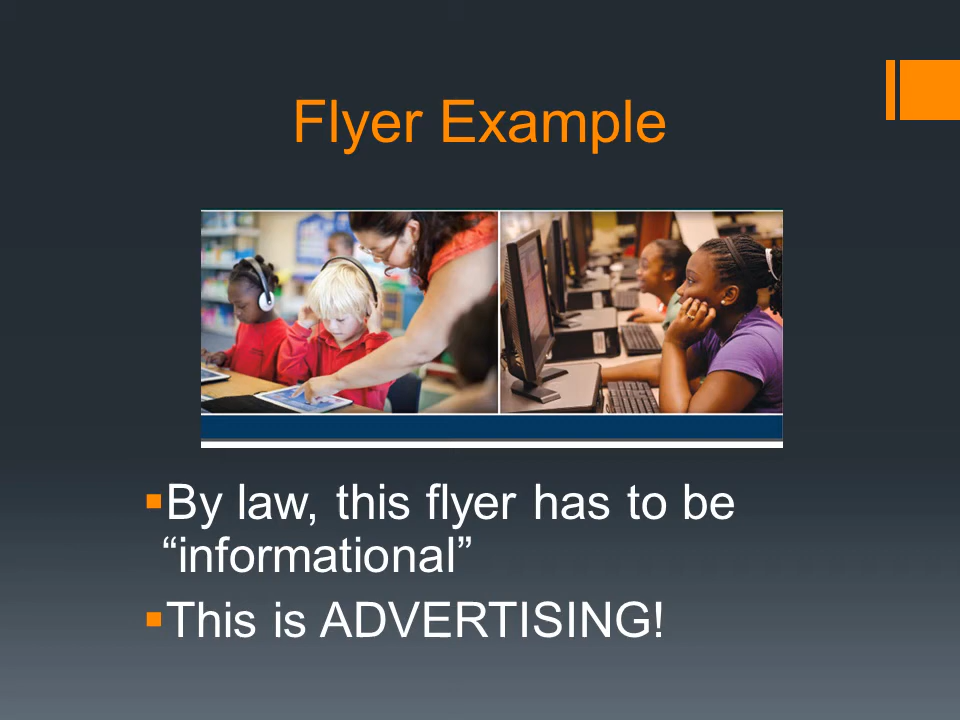 Flyer Example
▪By law, this flyer has to be
“informational”
▪This is ADVERTISING!